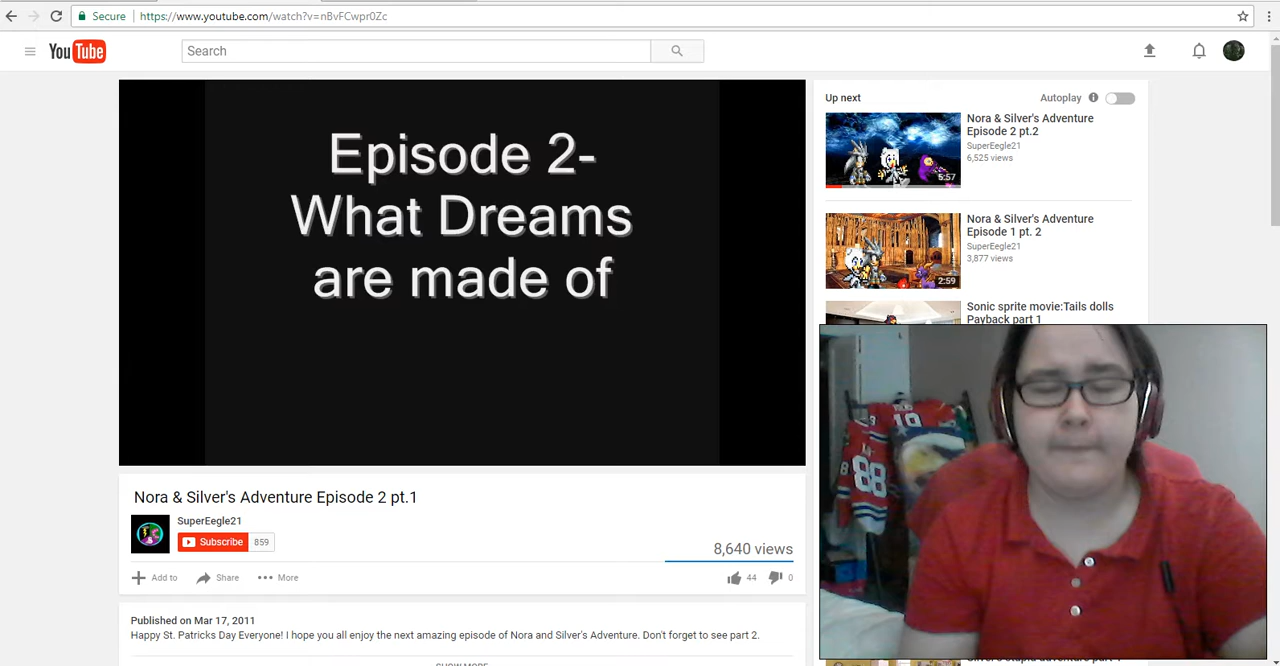 Secure https://www.youtube.com/watch?v=nBvFCwpr0Zc
YouTube
Search
Episode 2-
What Dreams
are made of
Up next
Autoplay
Nora & Silver's Adventure
Episode 2 pt.2
SuperEegle21
6,525 views
5:57
Nora & Silver's Adventure
Episode 1 pt. 2
SuperEegle21
3,877 views
2:59
Sonic sprite movie:Tails dolls
Payback part 1
19
88
Nora & Silver's Adventure Episode 2 pt.1
SuperEegle21
Subscribe 859
8,640 views
Add to Share More
44 0
Published on Mar 17, 2011
Happy St. Patricks Day Everyone! I hope you all enjoy the next amazing episode of Nora and Silver's Adventure. Don't forget to see part 2.
SHOW MORE